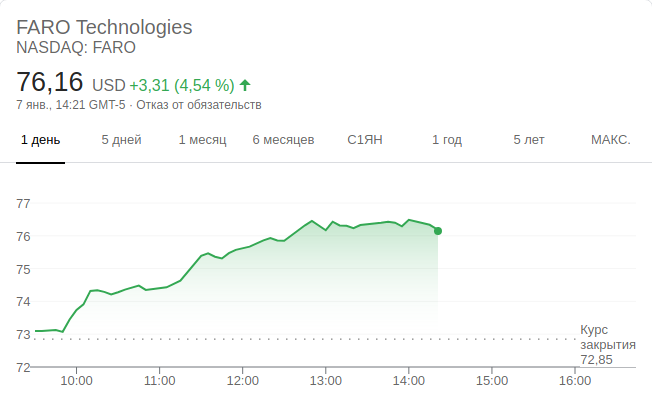 FARO Technologies
NASDAQ: FARO
76,16 USD +3,31 (4,54 %)
7 янв., 14:21 GMT-5 · Отказ от обязательств
1 день 5 дней 1 месяц 6 месяцев С1ЯН 1 год 5 лет МАКС.
77
76
75
74
73
72
Курс
закрытия
72,85
10:00 11:00 12:00 13:00 14:00 15:00 16:00